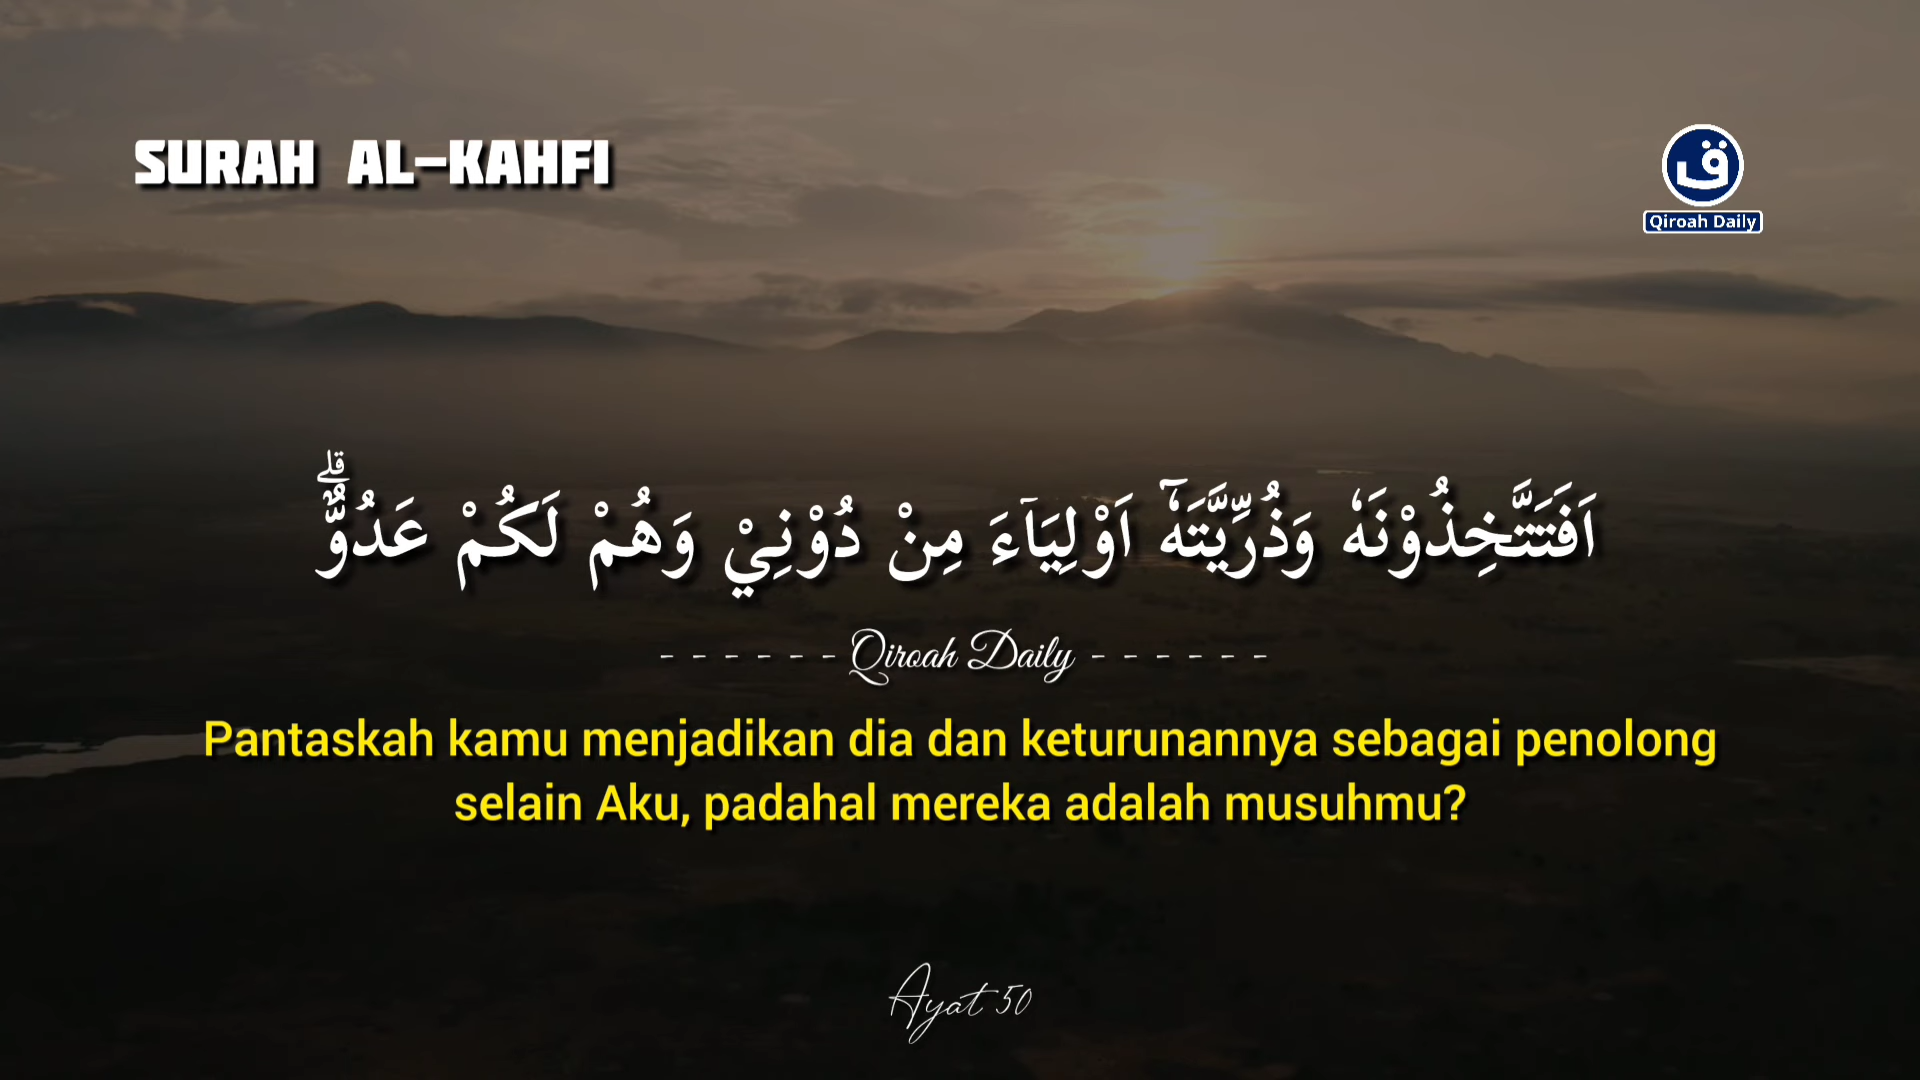 SURAH AL-KAHFI
ق
Qiroah Daily
اَفَتَتَّخِذُوْنَهٗ وَذُرِّيَّتَهٗٓ اَوْلِيَاۤءَ مِنْ دُوْنِيْ وَهُمْ لَكُمْ عَدُوٌّۗ
- - - - - - Qiroah Daily - - - - - -
Pantaskah kamu menjadikan dia dan keturunannya sebagai penolong
selain Aku, padahal mereka adalah musuhmu?
Ayat 50